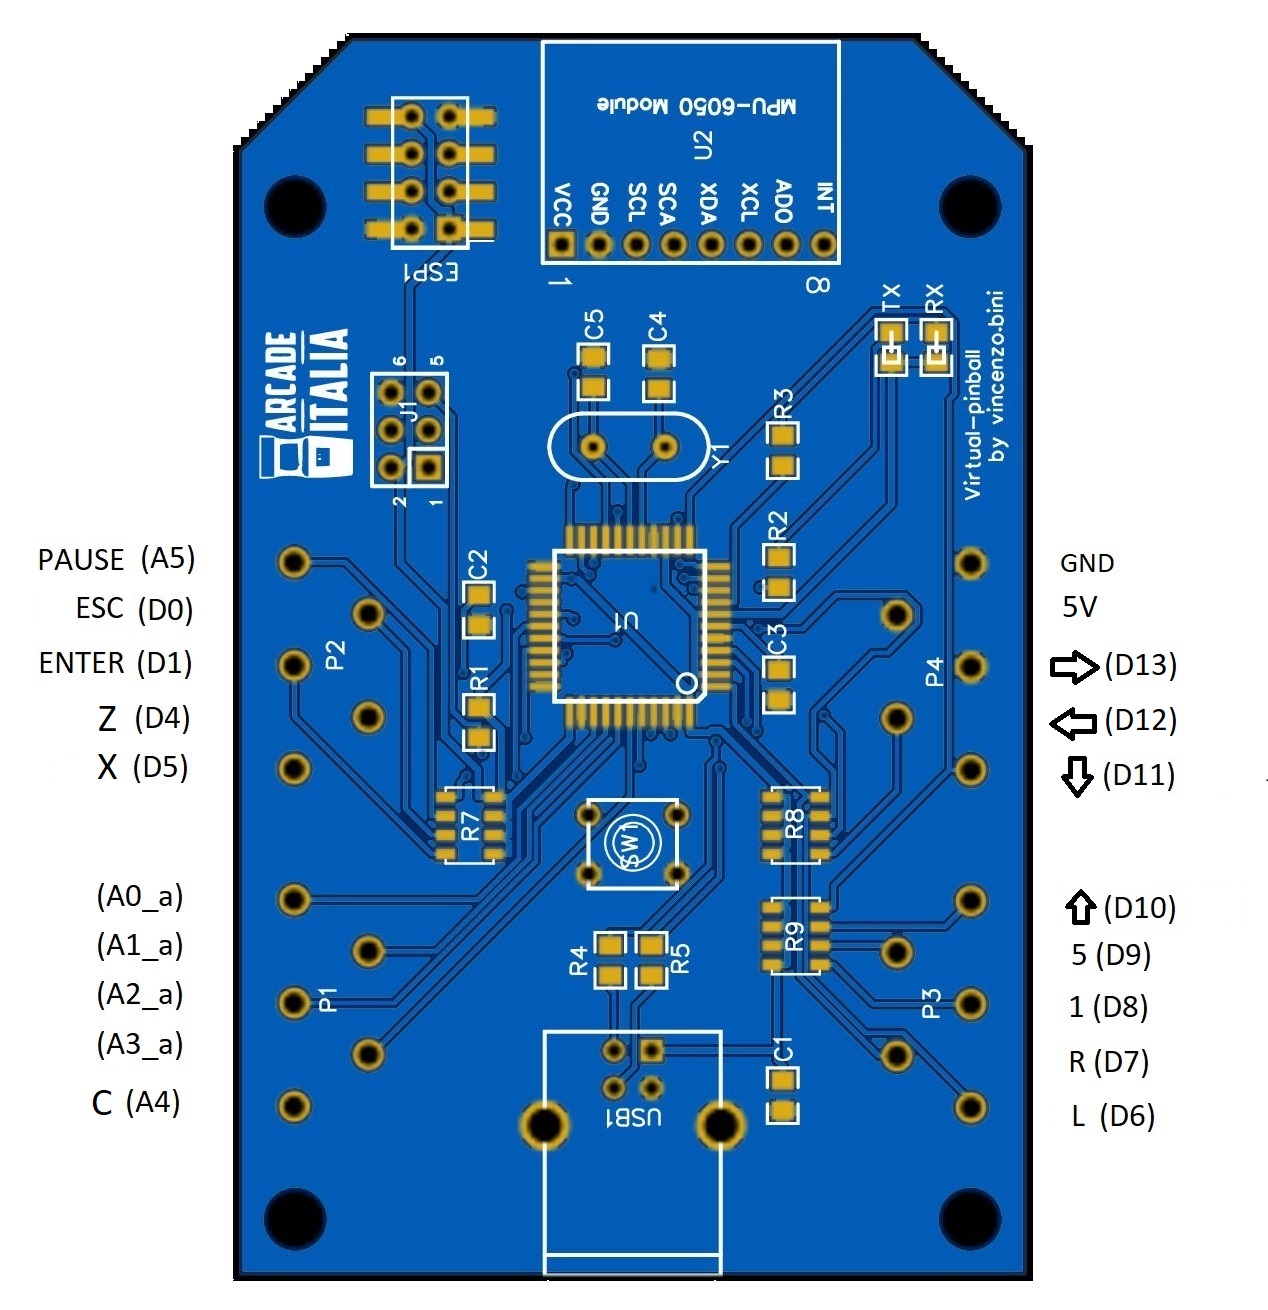 MPU-6050 Module
U2
VCC
GND
SCL
SCA
XDA
XCL
ADO
INT
1
8
ESP1
TX
RX
C5
C4
ARCADE
ITALIA
6
5
J1
2
1
R3
Y1
Virtual-pinball
by vincenzo.bini
R2
C2
U1
C3
R1
P2
P4
PAUSE (A5)
ESC (D0)
ENTER (D1)
Z (D4)
X (D5)
GND
5V
(D13)
(D12)
(D11)
R7
SW1
R8
R9
R4
R5
P1
P3
(A0_a)
(A1_a)
(A2_a)
(A3_a)
C (A4)
(D10)
5 (D9)
1 (D8)
R (D7)
L (D6)
C1
USB1